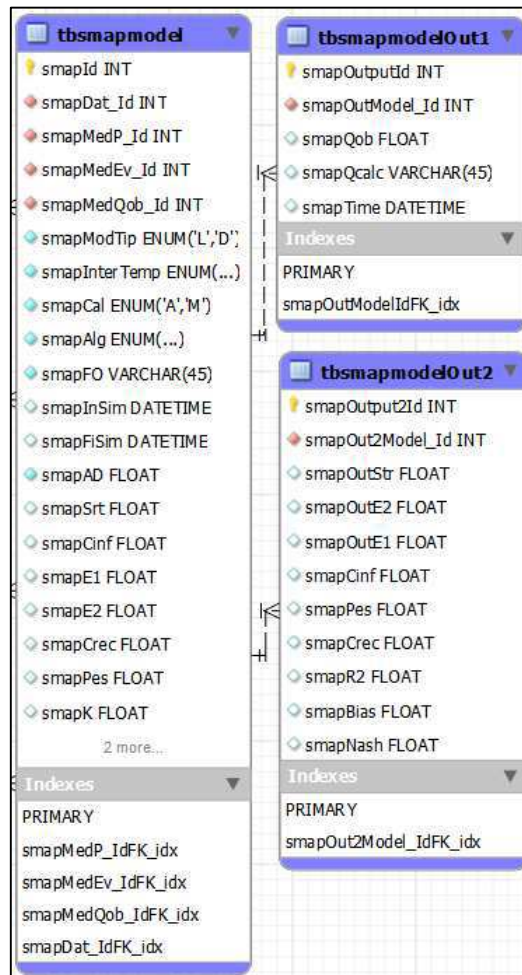 tbsmapmodel
smapId INT
smapDat_Id INT
smapMedP_Id INT
smapMedEv_Id INT
smapMedQob_Id INT
smapModTip ENUM('L','D')
smapInterTemp ENUM(...)
smapCal ENUM('A','M')
smapAlg ENUM(...)
smapFO VARCHAR(45)
smapInSim DATETIME
smapFiSim DATETIME
smapAD FLOAT
smapSrt FLOAT
smapCinf FLOAT
smapE1 FLOAT
smapE2 FLOAT
smapCrec FLOAT
smapPes FLOAT
smapK FLOAT
2 more...
Indexes
PRIMARY
smapMedP_IdFK_idx
smapMedEv_IdFK_idx
smapMedQob_IdFK_idx
smapDat_IdFK_idx
tbsmapmodelOut1
smapOutputId INT
smapOutModel_Id INT
smapQob FLOAT
smapQcalc VARCHAR(45)
smapTime DATETIME
Indexes
PRIMARY
smapOutModelIdFK_idx
tbsmapmodelOut2
smapOutput2Id INT
smapOut2Model_Id INT
smapOutStr FLOAT
smapOutE2 FLOAT
smapOutE1 FLOAT
smapCinf FLOAT
smapPes FLOAT
smapCrec FLOAT
smapR2 FLOAT
smapBias FLOAT
smapNash FLOAT
Indexes
PRIMARY
smapOut2Model_IdFK_idx